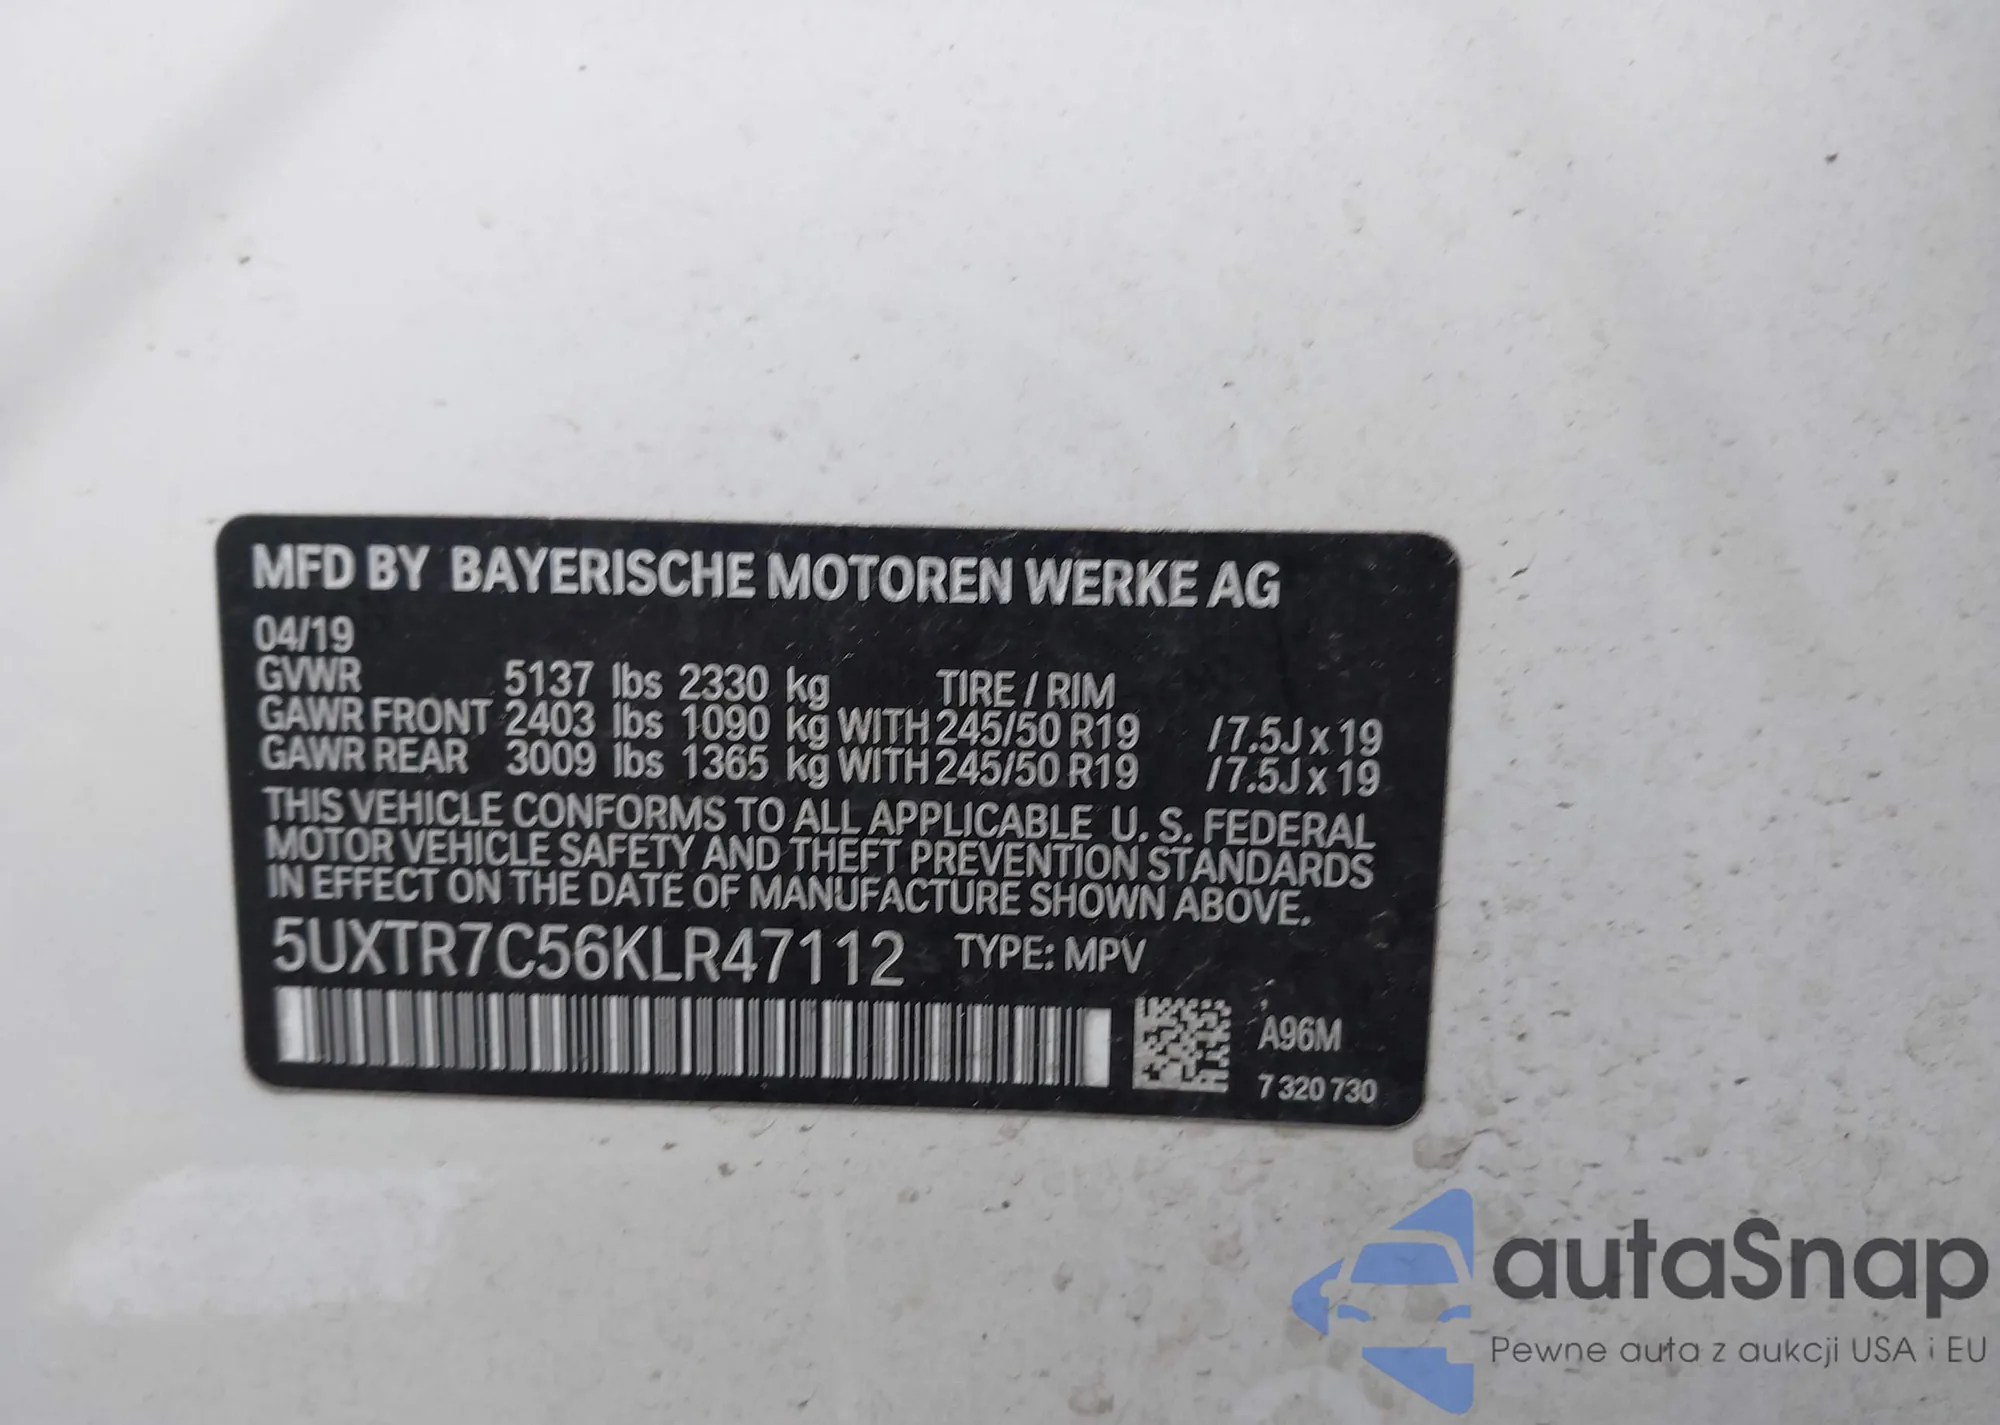 MFD BY BAYERISCHE MOTOREN WERKE AG
04/19
GVWR 5137 lbs 2330 kg TIRE / RIM
GAWR FRONT 2403 lbs 1090 kg WITH 245/50 R19 / 7.5J x 19
GAWR REAR 3009 lbs 1365 kg WITH 245/50 R19 / 7.5J x 19
THIS VEHICLE CONFORMS TO ALL APPLICABLE U. S. FEDERAL
MOTOR VEHICLE SAFETY AND THEFT PREVENTION STANDARDS
IN EFFECT ON THE DATE OF MANUFACTURE SHOWN ABOVE.
5UXTR7C56KLR47112 TYPE: MPV
A96M
7 320 730
autaSnap
Pewne auta z aukcji USA i EU